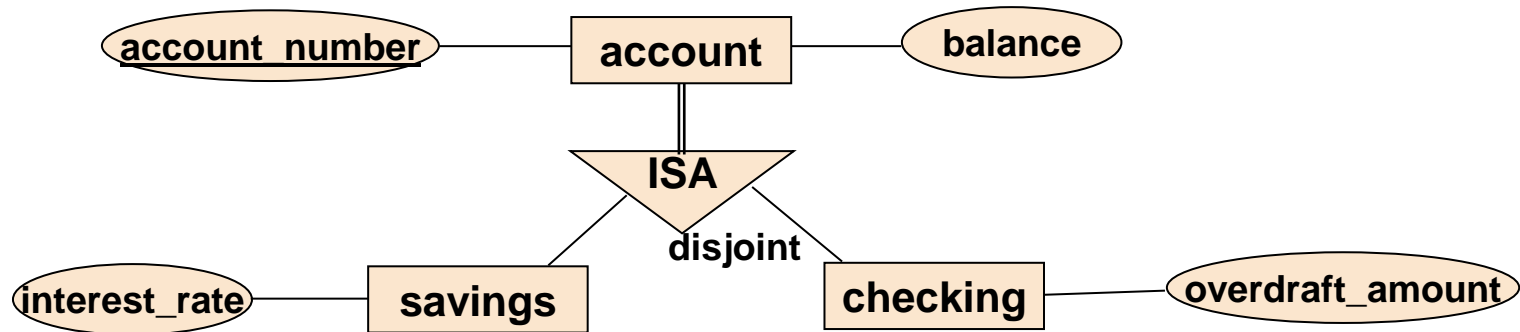 account_number
account
balance
ISA
disjoint
interest_rate
savings
checking
overdraft_amount